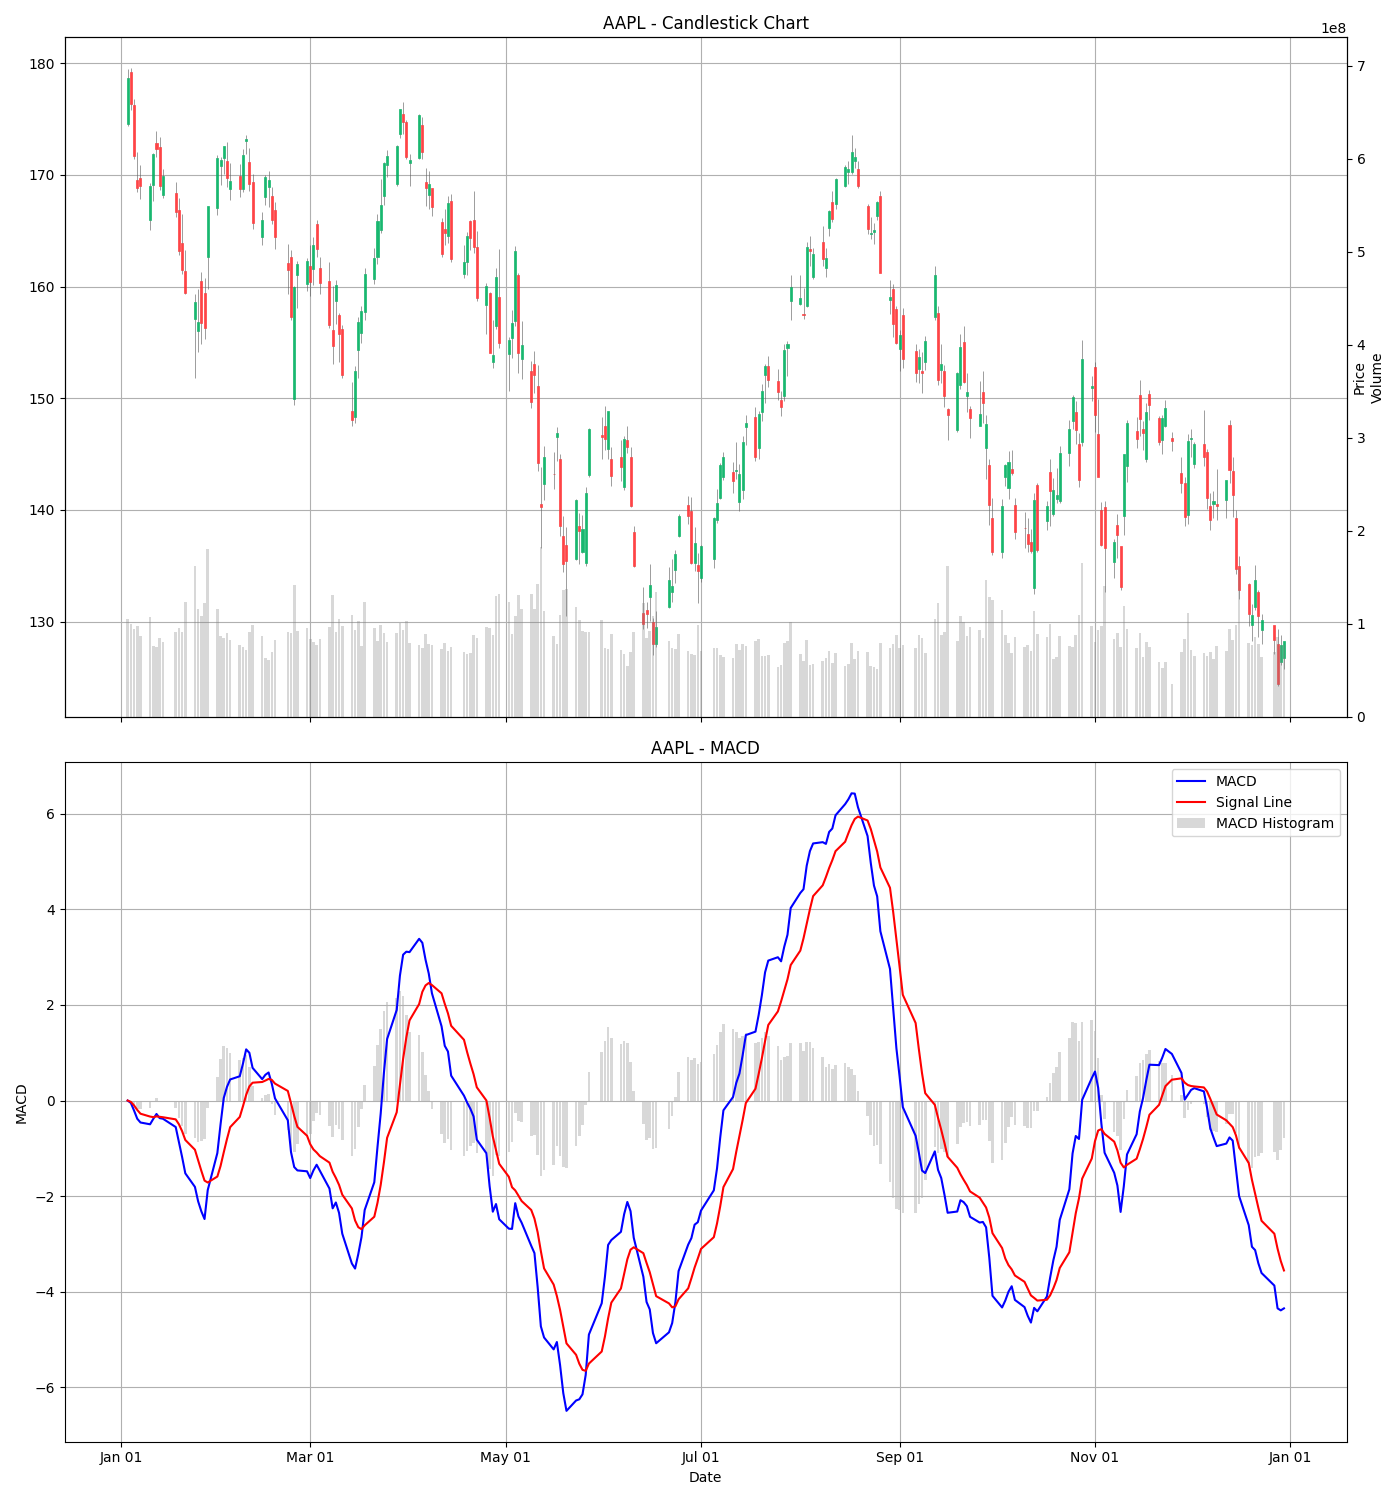 AAPL - Candlestick Chart
1e8
180
170
160
150
140
130
7
6
5
4
3
2
1
0
Price
Volume
AAPL - MACD
MACD
Signal Line
MACD Histogram
6
4
2
0
−2
−4
−6
MACD
Jan 01
Mar 01
May 01
Jul 01
Sep 01
Nov 01
Jan 01
Date